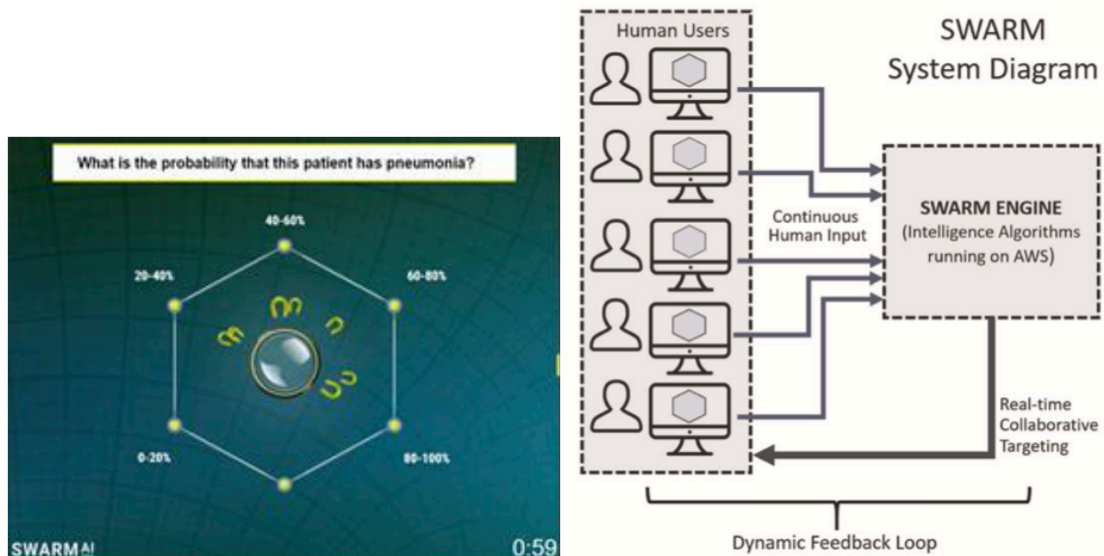 What is the probability that this patient has pneumonia?
40-60%
20-40%
60-80%
0-20%
80-100%
SWARM AI
0:59
SWARM
System Diagram
Human Users
Continuous
Human Input
SWARM ENGINE
(Intelligence Algorithms
running on AWS)
Real-time
Collaborative
Targeting
Dynamic Feedback Loop